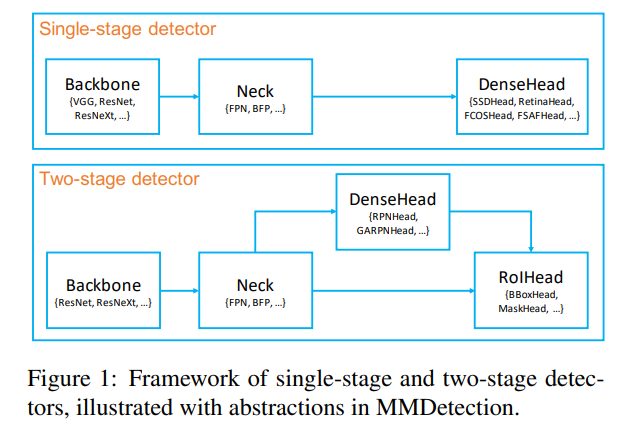 Single-stage detector
Backbone
{VGG, ResNet,
ResNeXt, ...}
Neck
{FPN, BFP, ...}
DenseHead
{SSDHead, RetinaHead,
FCOSHead, FSAFHead, ...}
Two-stage detector
DenseHead
{RPNHead,
GARPNHead, ...}
Backbone
{ResNet, ResNeXt, ...}
Neck
{FPN, BFP, ...}
RoIHead
{BBoxHead,
MaskHead, ...}
Figure 1: Framework of single-stage and two-stage detec-
tors, illustrated with abstractions in MMDetection.